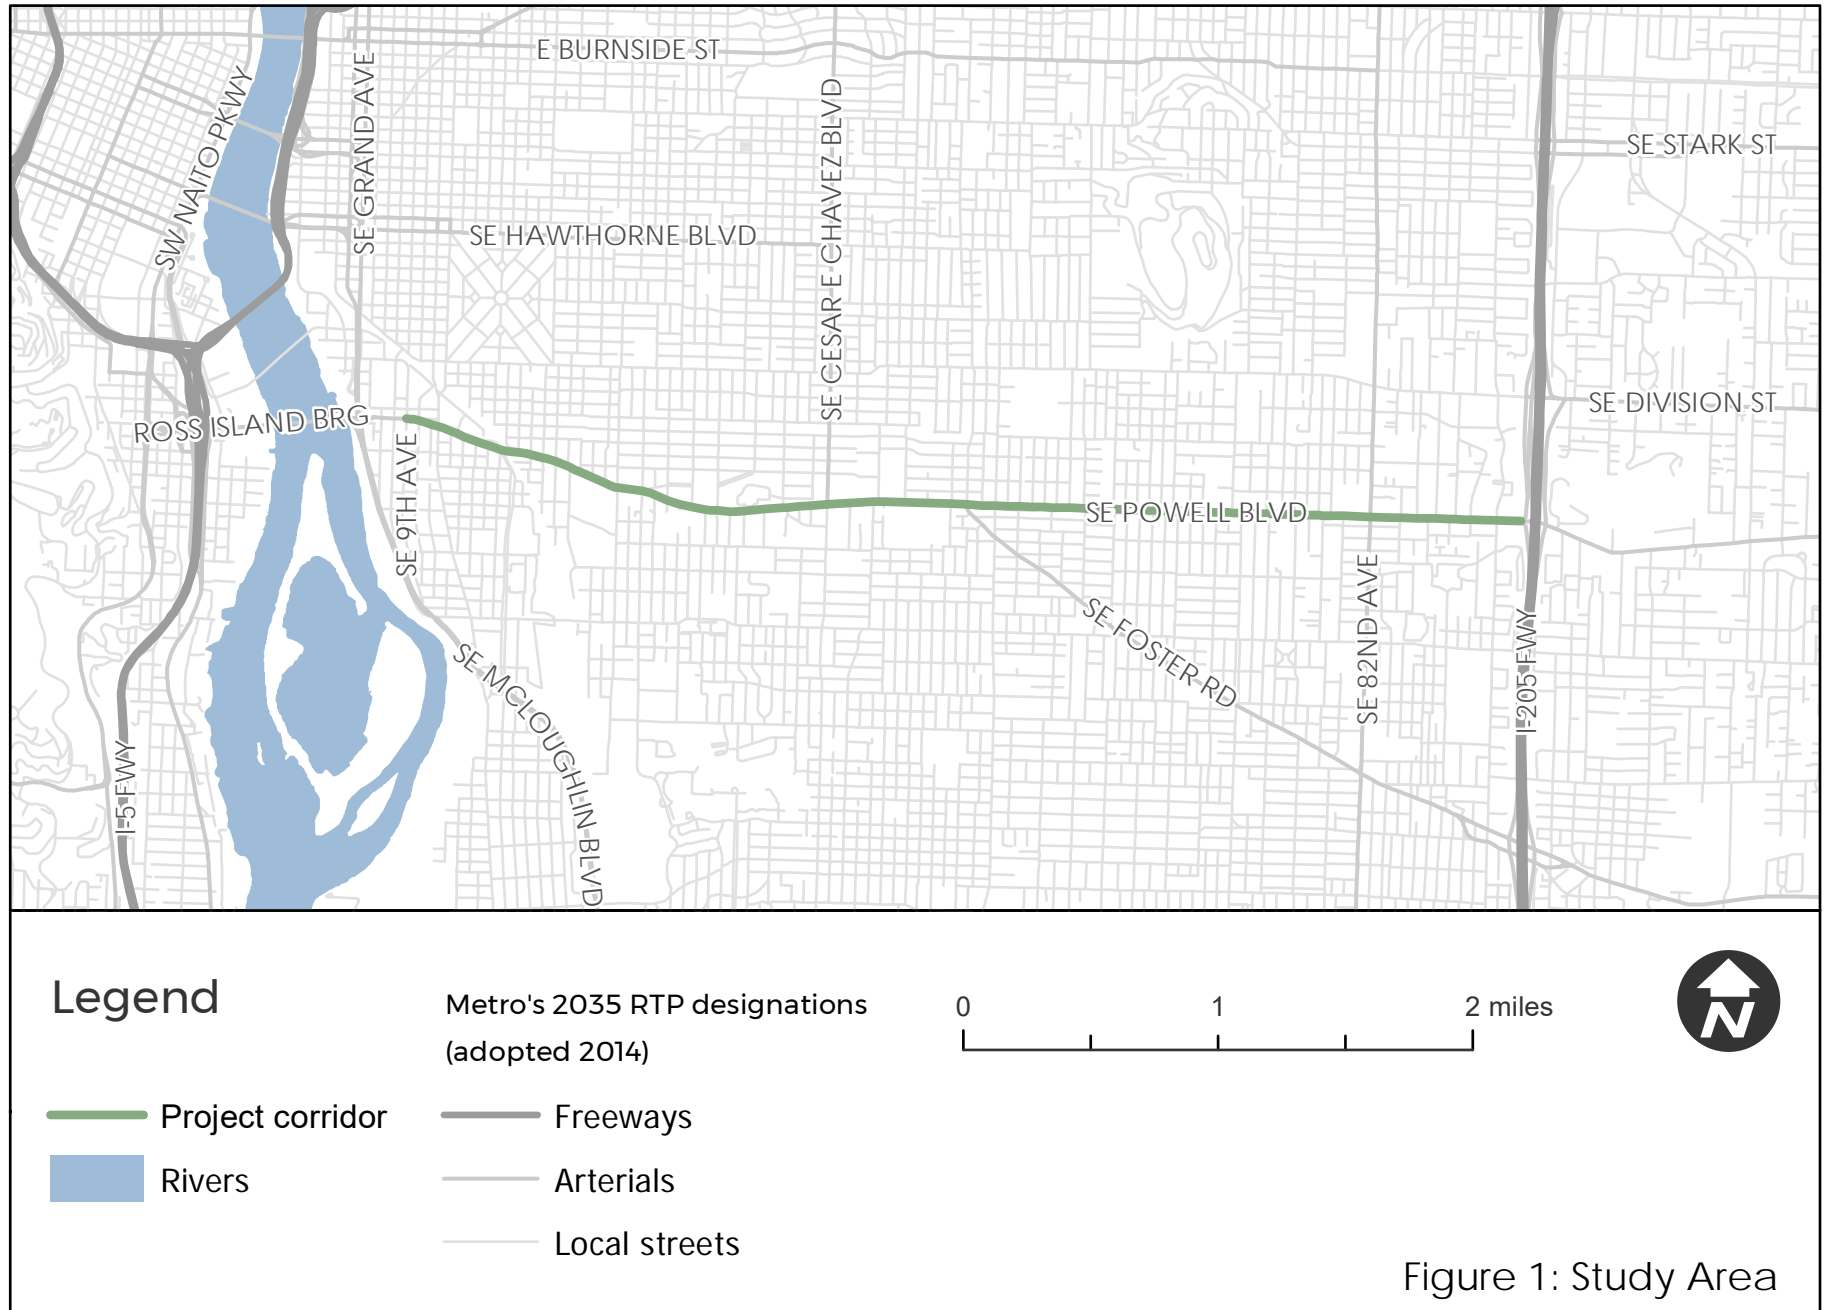 E BURNSIDE ST
SW NAITO PKWY
SE GRAND AVE
SE CESAR E CHAVEZ BLVD
SE STARK ST
SE HAWTHORNE BLVD
SE DIVISION ST
ROSS ISLAND BRG
SE 9TH AVE
SE POWELL BLVD
SE FOSTER RD
SE 82ND AVE
I-205 FWY
SE MCLOUGHLIN BLVD
I-5 FWY
Legend
Metro's 2035 RTP designations
(adopted 2014)
0 1 2 miles
N
Project corridor
Freeways
Rivers
Arterials
Local streets
Figure 1: Study Area